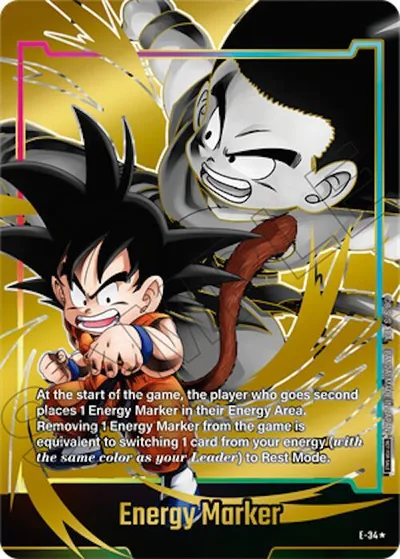 At the start of the game, the player who goes second
places 1 Energy Marker in their Energy Area.
Removing 1 Energy Marker from the game is
equivalent to switching 1 card from your energy (with
the same color as your Leader) to Rest Mode.
Energy Marker
E-34★